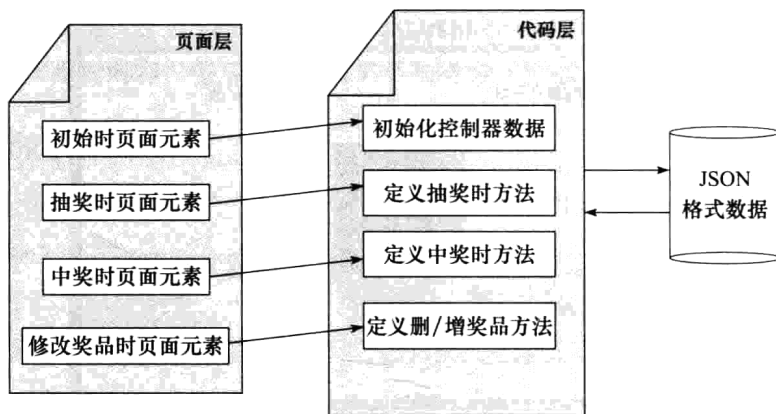 页面层
初始时页面元素
抽奖时页面元素
中奖时页面元素
修改奖品时页面元素
代码层
初始化控制器数据
定义抽奖时方法
定义中奖时方法
定义删/增奖品方法
JSON
格式数据